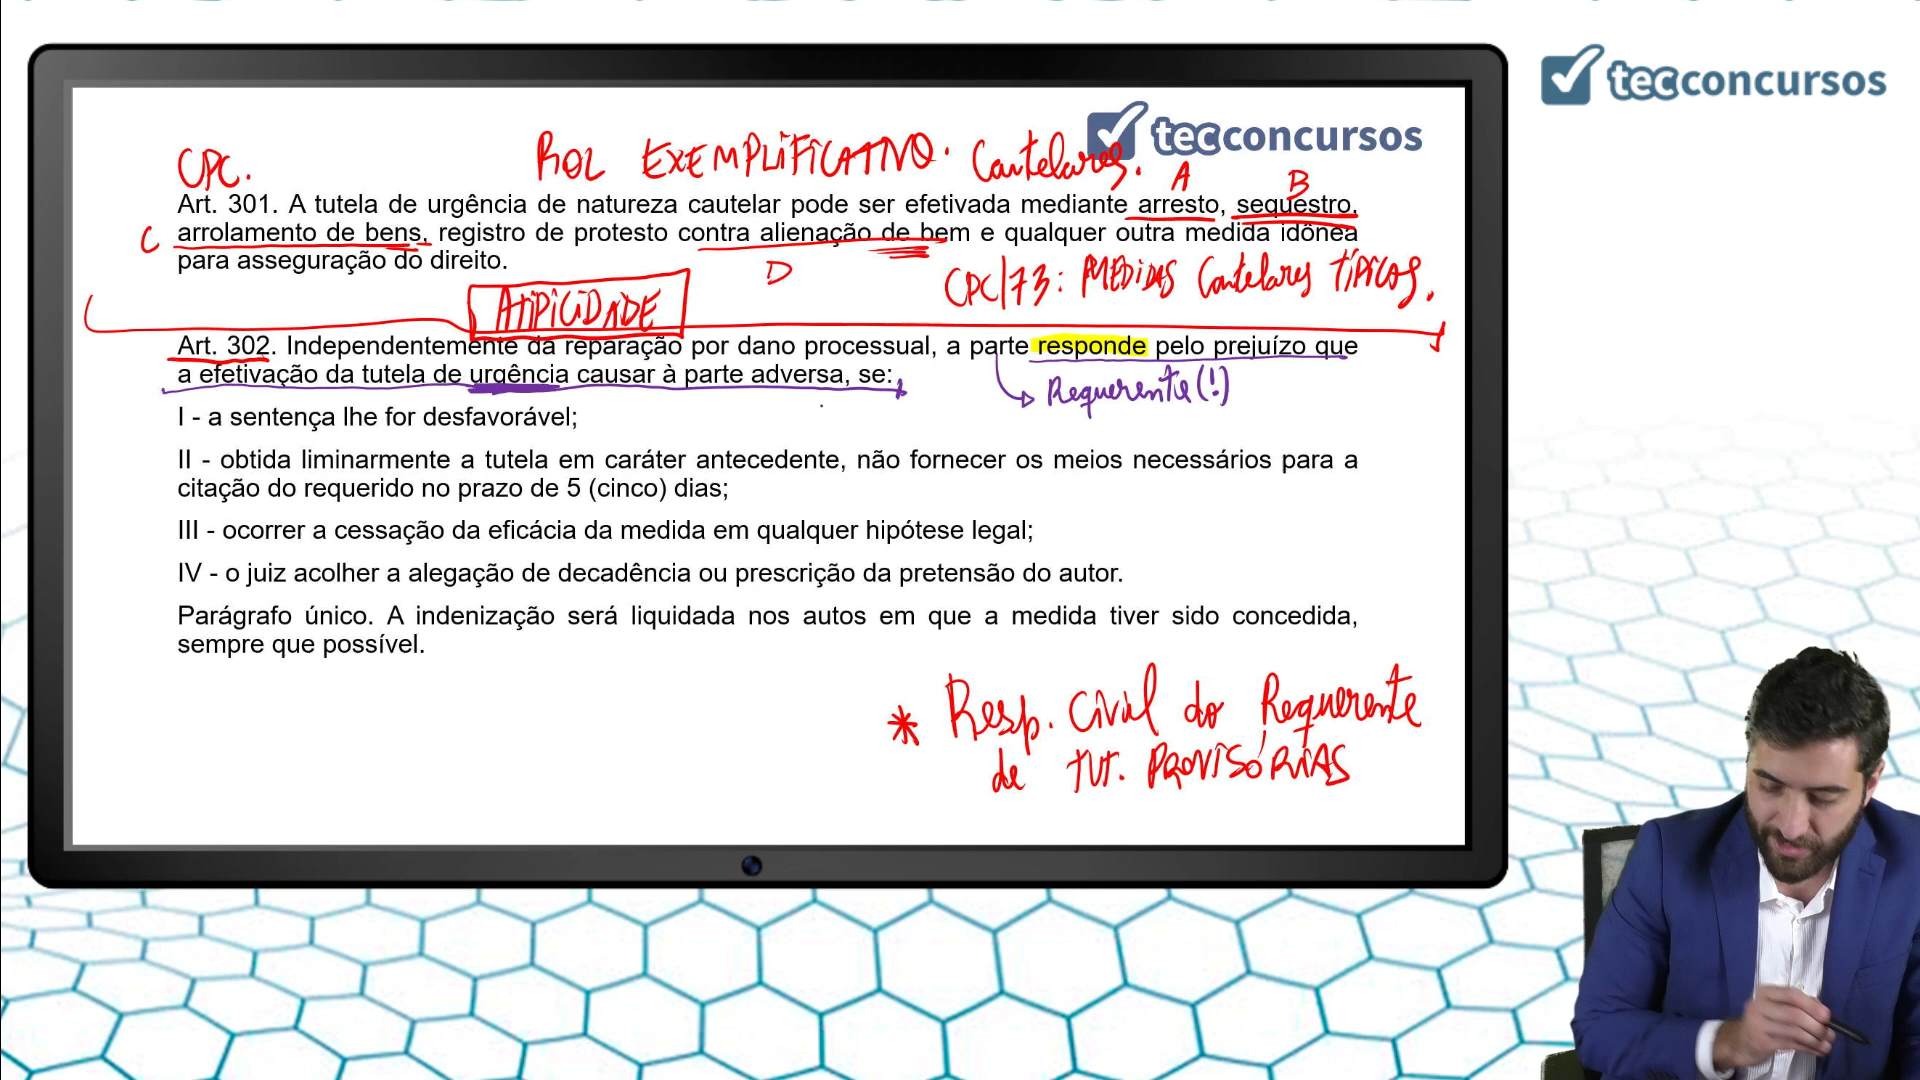 tecconcursos
tecconcursos
CPC. ROL EXEMPLIFICATIVO. Cautelares.
A B
Art. 301. A tutela de urgência de natureza cautelar pode ser efetivada mediante arresto, sequestro,
C arrolamento de bens, registro de protesto contra alienação de bem e qualquer outra medida idônea
para asseguração do direito.
D
CPC/73: MEDIDAS Cautelares TÍPICAS.
ATIPICIDADE
Art. 302. Independentemente da reparação por dano processual, a parte responde pelo prejuízo que
a efetivação da tutela de urgência causar à parte adversa, se:
Requerente (!)
I - a sentença lhe for desfavorável;
II - obtida liminarmente a tutela em caráter antecedente, não fornecer os meios necessários para a
citação do requerido no prazo de 5 (cinco) dias;
III - ocorrer a cessação da eficácia da medida em qualquer hipótese legal;
IV - o juiz acolher a alegação de decadência ou prescrição da pretensão do autor.
Parágrafo único. A indenização será liquidada nos autos em que a medida tiver sido concedida,
sempre que possível.
* Resp. Civil do Requerente
de TUT. PROVISÓRIAS